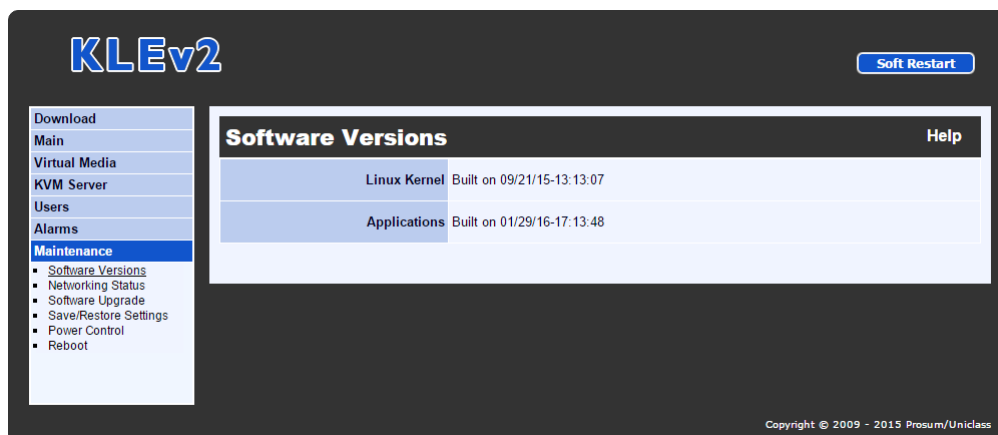 KLEv2
Soft Restart
Download
Main
Virtual Media
KVM Server
Users
Alarms
Maintenance
Software Versions
Networking Status
Software Upgrade
Save/Restore Settings
Power Control
Reboot
Software Versions Help
Linux Kernel Built on 09/21/15-13:13:07
Applications Built on 01/29/16-17:13:48
Copyright © 2009 - 2015 Prosum/Uniclass